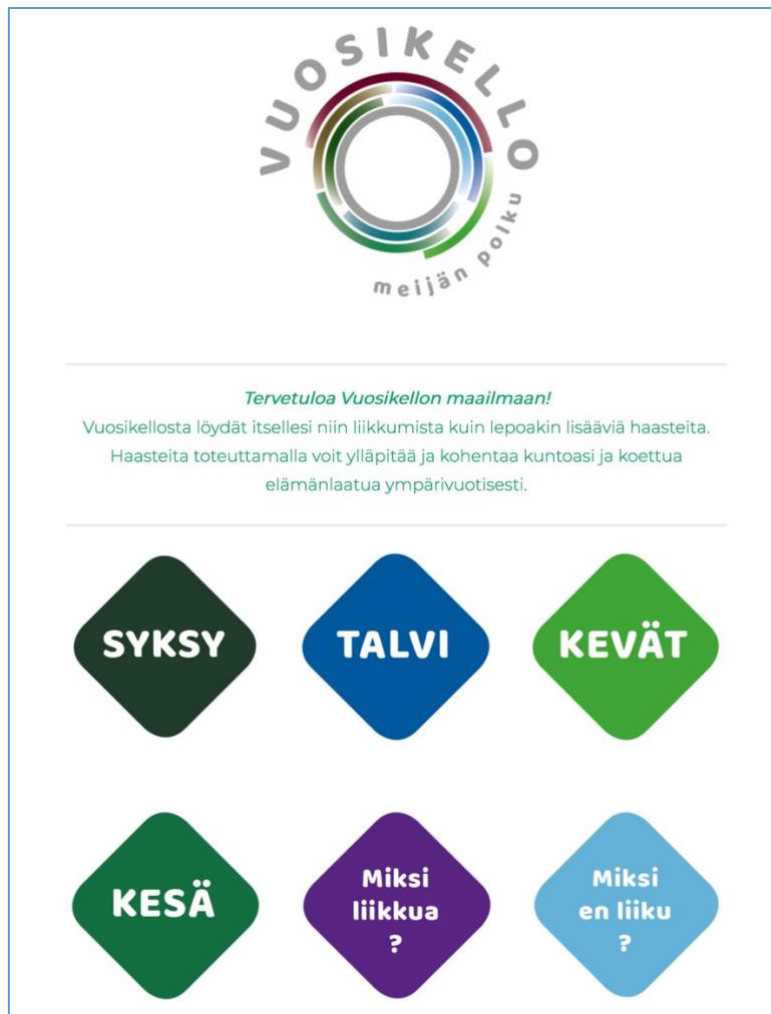 VUOSIKELLO
meijän polku
Tervetuloa Vuosikellon maailmaan!
Vuosikellosta löydät itsellesi niin liikkumista kuin lepoakin lisääviä haasteita.
Haasteita toteuttamalla voit ylläpitää ja kohentaa kuntoasi ja koettua
elämänlaatua ympärivuotisesti.
SYKSY
TALVI
KEVÄT
KESÄ
Miksi
liikkua
?
Miksi
en liiku
?